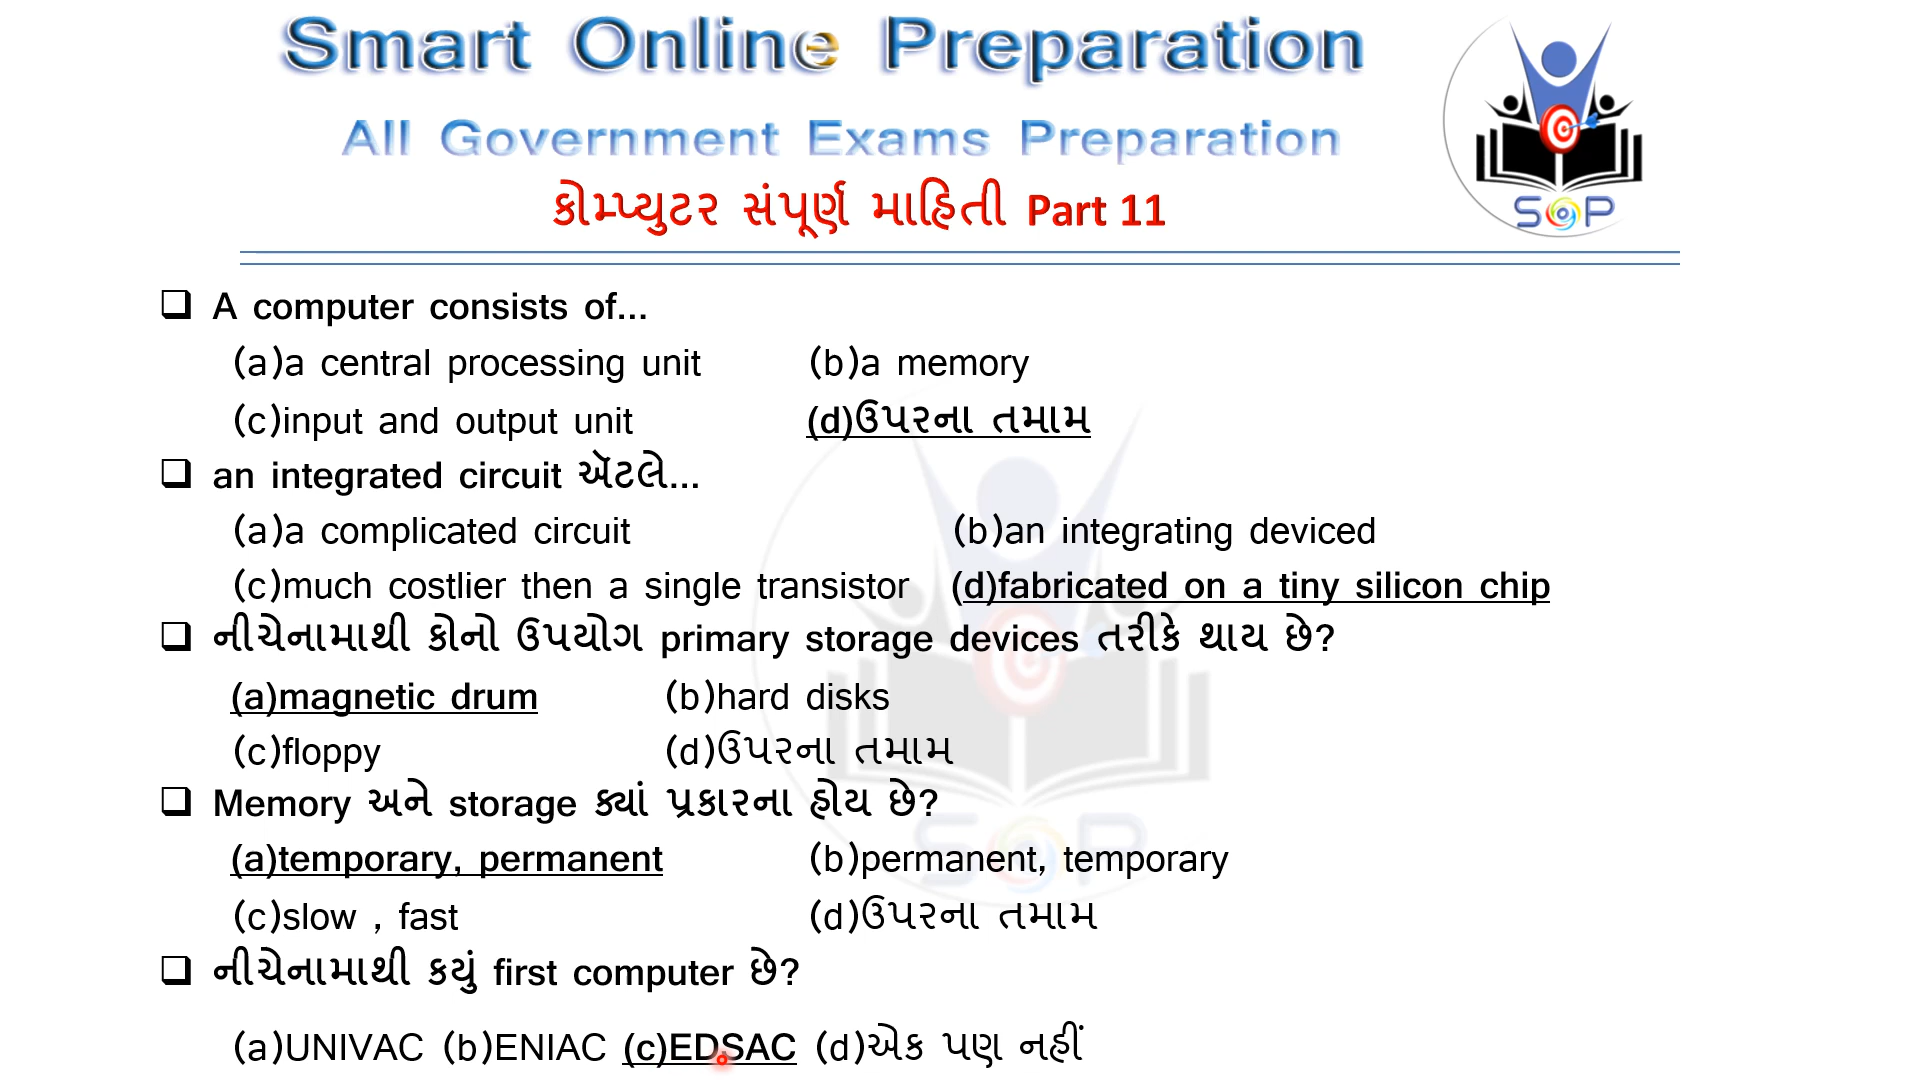 Smart Online Preparation
All Government Exams Preparation
કોમ્પ્યુટર સંપૂર્ણ માહિતી Part 11
SOP
A computer consists of...
(a)a central processing unit (b)a memory
(c)input and output unit (d)ઉપરના તમામ
an integrated circuit ઍટલે...
(a)a complicated circuit (b)an integrating deviced
(c)much costlier then a single transistor (d)fabricated on a tiny silicon chip
નીચેનામાથી કોનો ઉપયોગ primary storage devices તરીકે થાય છે?
(a)magnetic drum (b)hard disks
(c)floppy (d)ઉપરના તમામ
Memory અને storage ક્યાં પ્રકારના હોય છે?
(a)temporary, permanent (b)permanent, temporary
(c)slow , fast (d)ઉપરના તમામ
નીચેનામાથી કયું first computer છે?
(a)UNIVAC (b)ENIAC (c)EDSAC (d)એક પણ નહીં
SOP